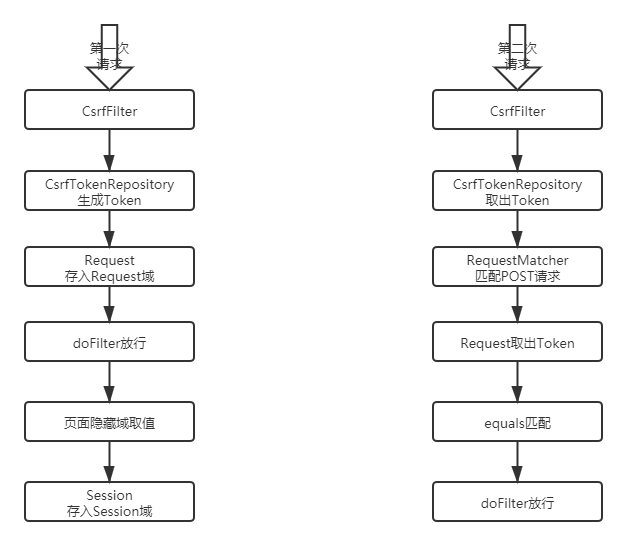 第一次
请求
CsrfFilter
CsrfTokenRepository
生成Token
Request
存入Request域
doFilter放行
页面隐藏域取值
Session
存入Session域
第二次
请求
CsrfFilter
CsrfTokenRepository
取出Token
RequestMatcher
匹配POST请求
Request取出Token
equals匹配
doFilter放行